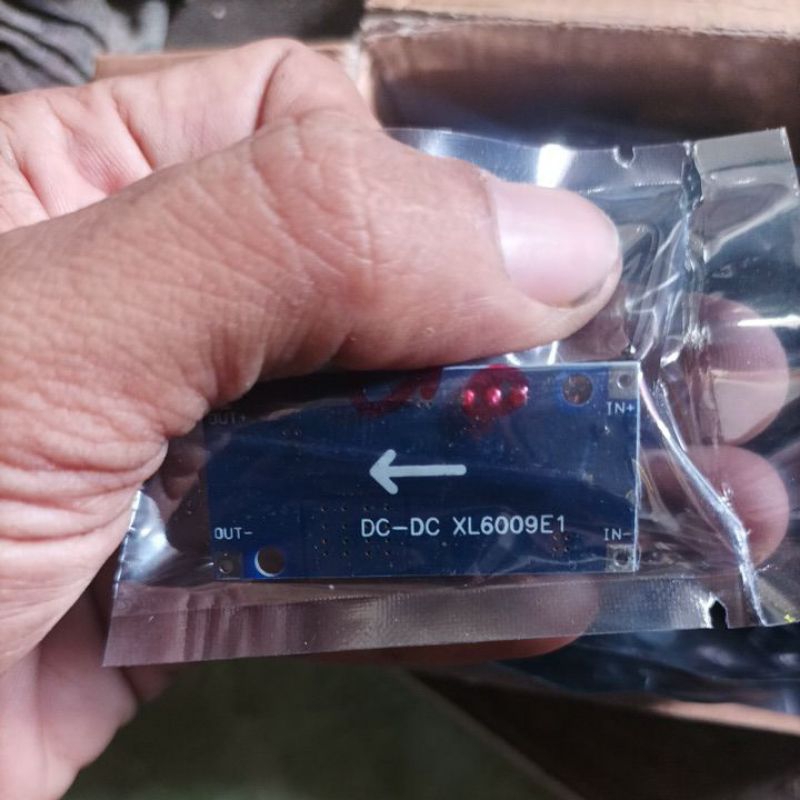 OUT+
IN+
DC-DC XL6009E1
OUT-
IN-